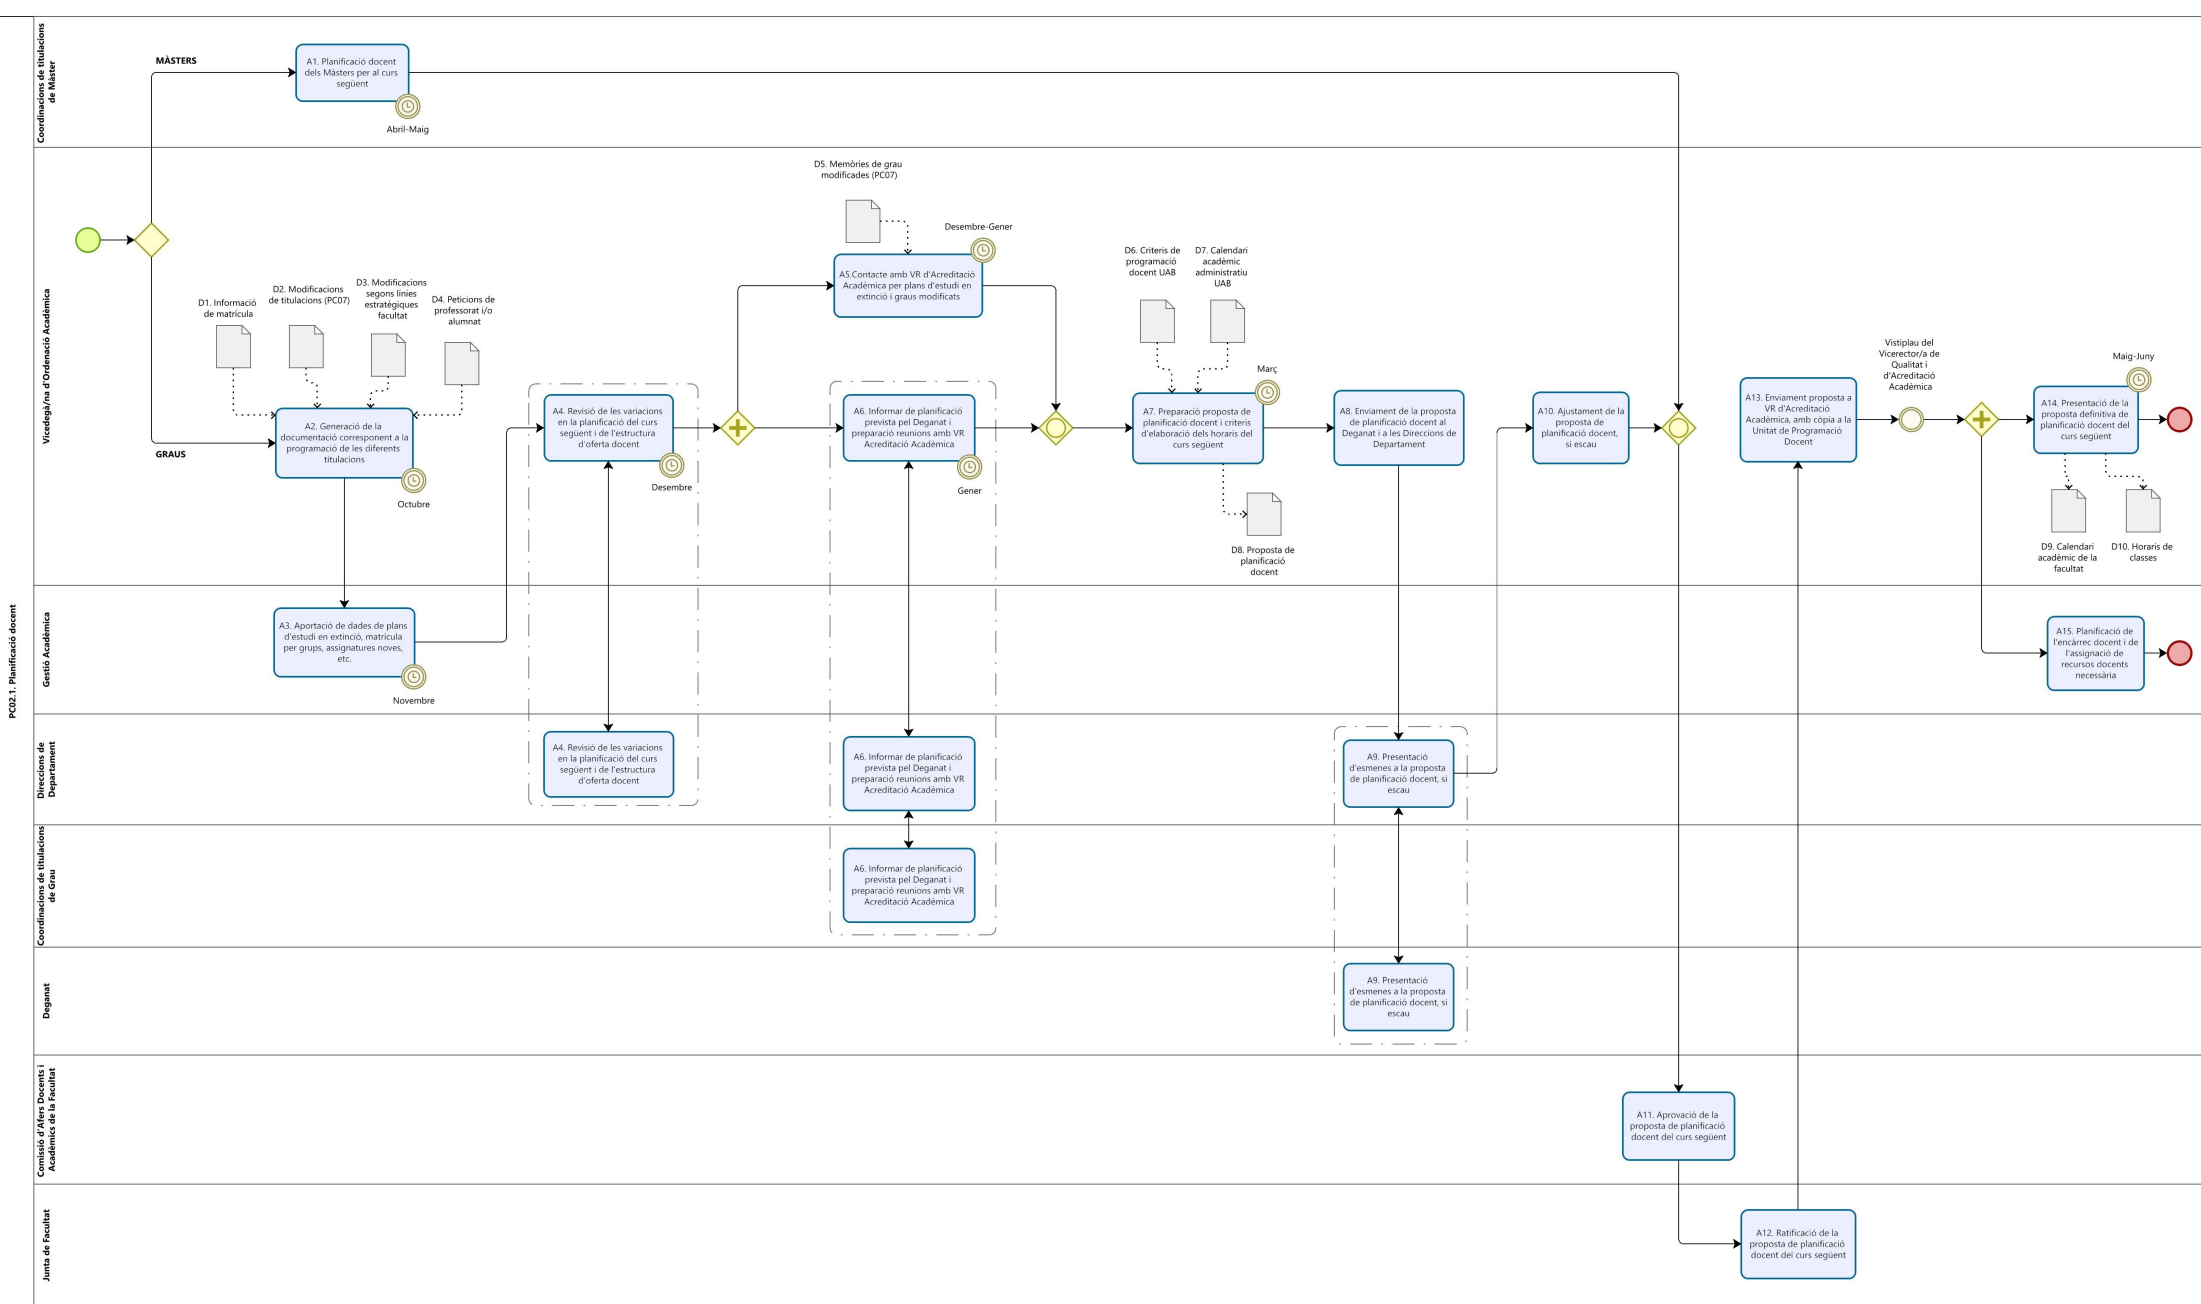 PC02.1. Planificació docent
Coordinacions de titulacions
de Màster
MÀSTERS
A1. Planificació docent
dels Màsters per al curs
següent
Abril-Maig
Vicedegà/na d'Ordenació Acadèmica
GRAUS
D1. Informació
de matrícula
D2. Modificacions
de titulacions (PC07)
D3. Modificacions
segons línies
estratègiques
facultat
D4. Peticions de
professorat i/o
alumnat
A2. Generació de la
documentació corresponent a la
programació de les diferents
titulacions
Octubre
A4. Revisió de les variacions
en la planificació del curs
següent i de l'estructura
d'oferta docent
Desembre
D5. Memòries de grau
modificades (PC07)
Desembre-Gener
A5.Contacte amb VR d'Acreditació
Acadèmica per plans d'estudi en
extinció i graus modificats
A6. Informar de planificació
prevista pel Deganat i
preparació reunions amb VR
Acreditació Acadèmica
Gener
D6. Criteris de
programació
docent UAB
D7. Calendari
acadèmic
administratiu
UAB
Març
A7. Preparació proposta de
planificació docent i criteris
d'elaboració dels horaris del
curs següent
D8. Proposta de
planificació
docent
A8. Enviament de la proposta
de planificació docent al
Deganat i a les Direccions de
Departament
A10. Ajustament de la
proposta de
planificació docent,
si escau
A13. Enviament proposta a
VR d'Acreditació
Acadèmica, amb còpia a la
Unitat de Programació
Docent
Vistiplau del
Vicerector/a de
Qualitat i
d'Acreditació
Acadèmica
Maig-Juny
A14. Presentació de la
proposta definitiva de
planificació docent del
curs següent
D9. Calendari
acadèmic de la
facultat
D10. Horaris de
classes
Gestió Acadèmica
A3. Aportació de dades de plans
d'estudi en extinció, matrícula
per grups, assignatures noves,
etc.
Novembre
A15. Planificació de
l'encàrrec docent i de
l'assignació de
recursos docents
necessària
Direccions de
Departament
A4. Revisió de les variacions
en la planificació del curs
següent i de l'estructura
d'oferta docent
A6. Informar de planificació
prevista pel Deganat i
preparació reunions amb VR
Acreditació Acadèmica
A9. Presentació
d'esmenes a la proposta
de planificació docent, si
escau
Coordinacions de titulacions
de Grau
A6. Informar de planificació
prevista pel Deganat i
preparació reunions amb VR
Acreditació Acadèmica
Deganat
A9. Presentació
d'esmenes a la proposta
de planificació docent, si
escau
Comissió d'Afers Docents i
Acadèmics de la Facultat
A11. Aprovació de la
proposta de planificació
docent del curs següent
Junta de Facultat
A12. Ratificació de la
proposta de planificació
docent del curs següent